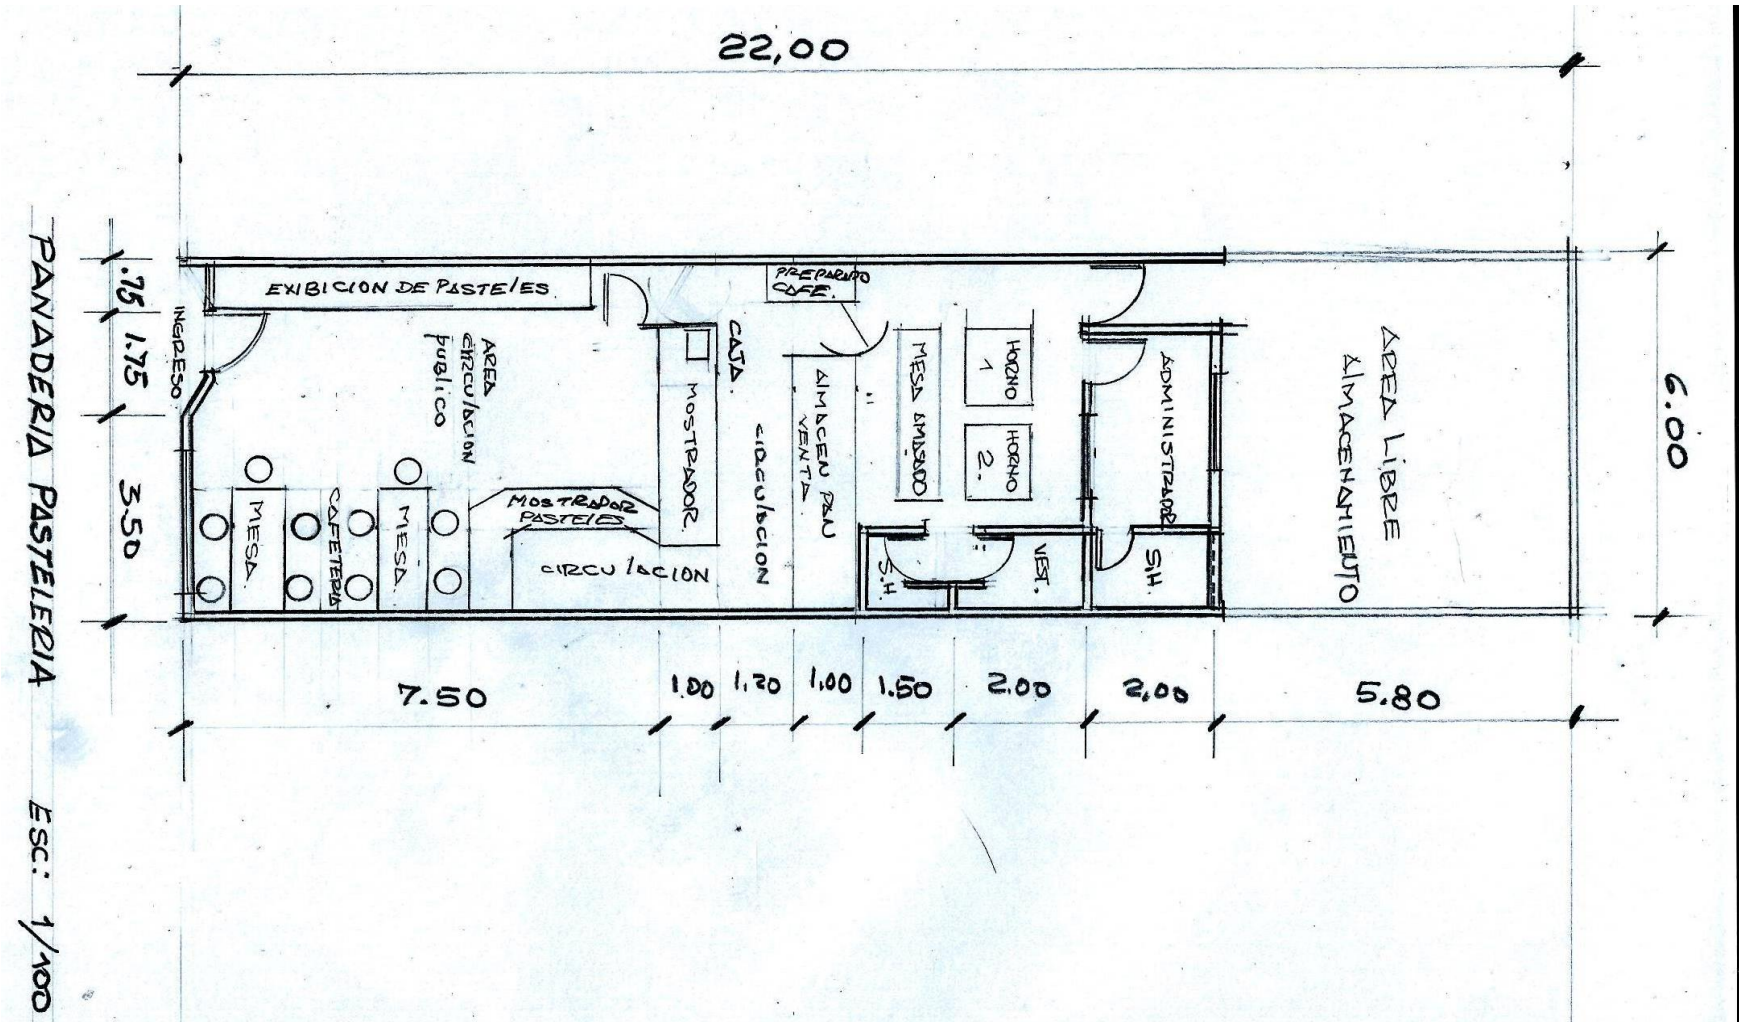 22,00
EXIBICION DE PASTELES
PREPARADO
CAFE.
.75
1.75
3.50
INGRESO
AREA
CIRCULACION
PUBLICO
CAJA.
MOSTRADOR.
CIRCULACION
ALMACEN PAN
VENTA.
MESA AMASADO
HORNO
1
HORNO
2.
ADMINISTRADOR
AREA LIBRE
ALMACENAMIENTO
6.00
MESA.
CAFETERIA
MESA.
MOSTRADOR
PASTELES
CIRCULACION
S.H.
VEST.
S.H.
7.50
1.00
1,20
1,00
1.50
2.00
2,00
5.80
PANADERIA PASTELERIA
ESC: 1/100